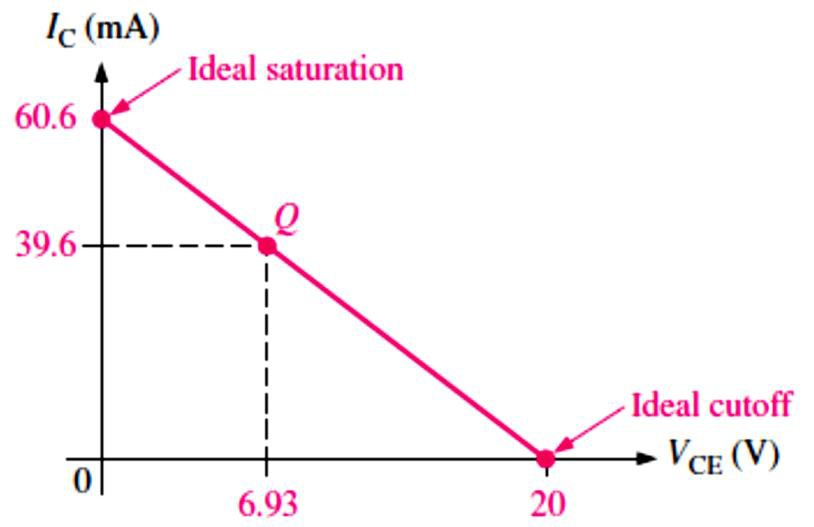 I_C (mA)
Ideal saturation
60.6
Q
39.6
Ideal cutoff
V_CE (V)
0
6.93
20